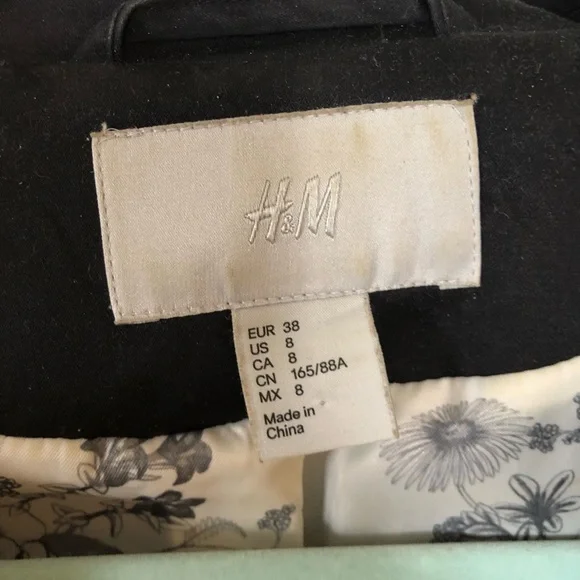 H&M
EUR 38
US 8
CA 8
CN 165/88A
MX 8
Made in
China